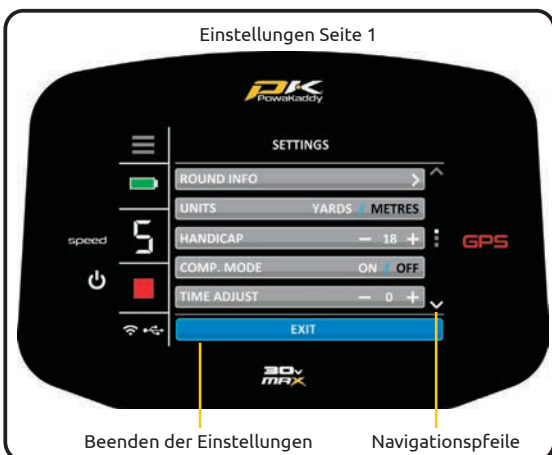 Einstellungen Seite 1
PK
PowaKaddy
SETTINGS
ROUND INFO
UNITS YARDS / METRES
HANDICAP − 18 +
speed 5 GPS
COMP. MODE ON / OFF
TIME ADJUST − 0 +
EXIT
30v
MAX
Beenden der Einstellungen Navigationspfeile